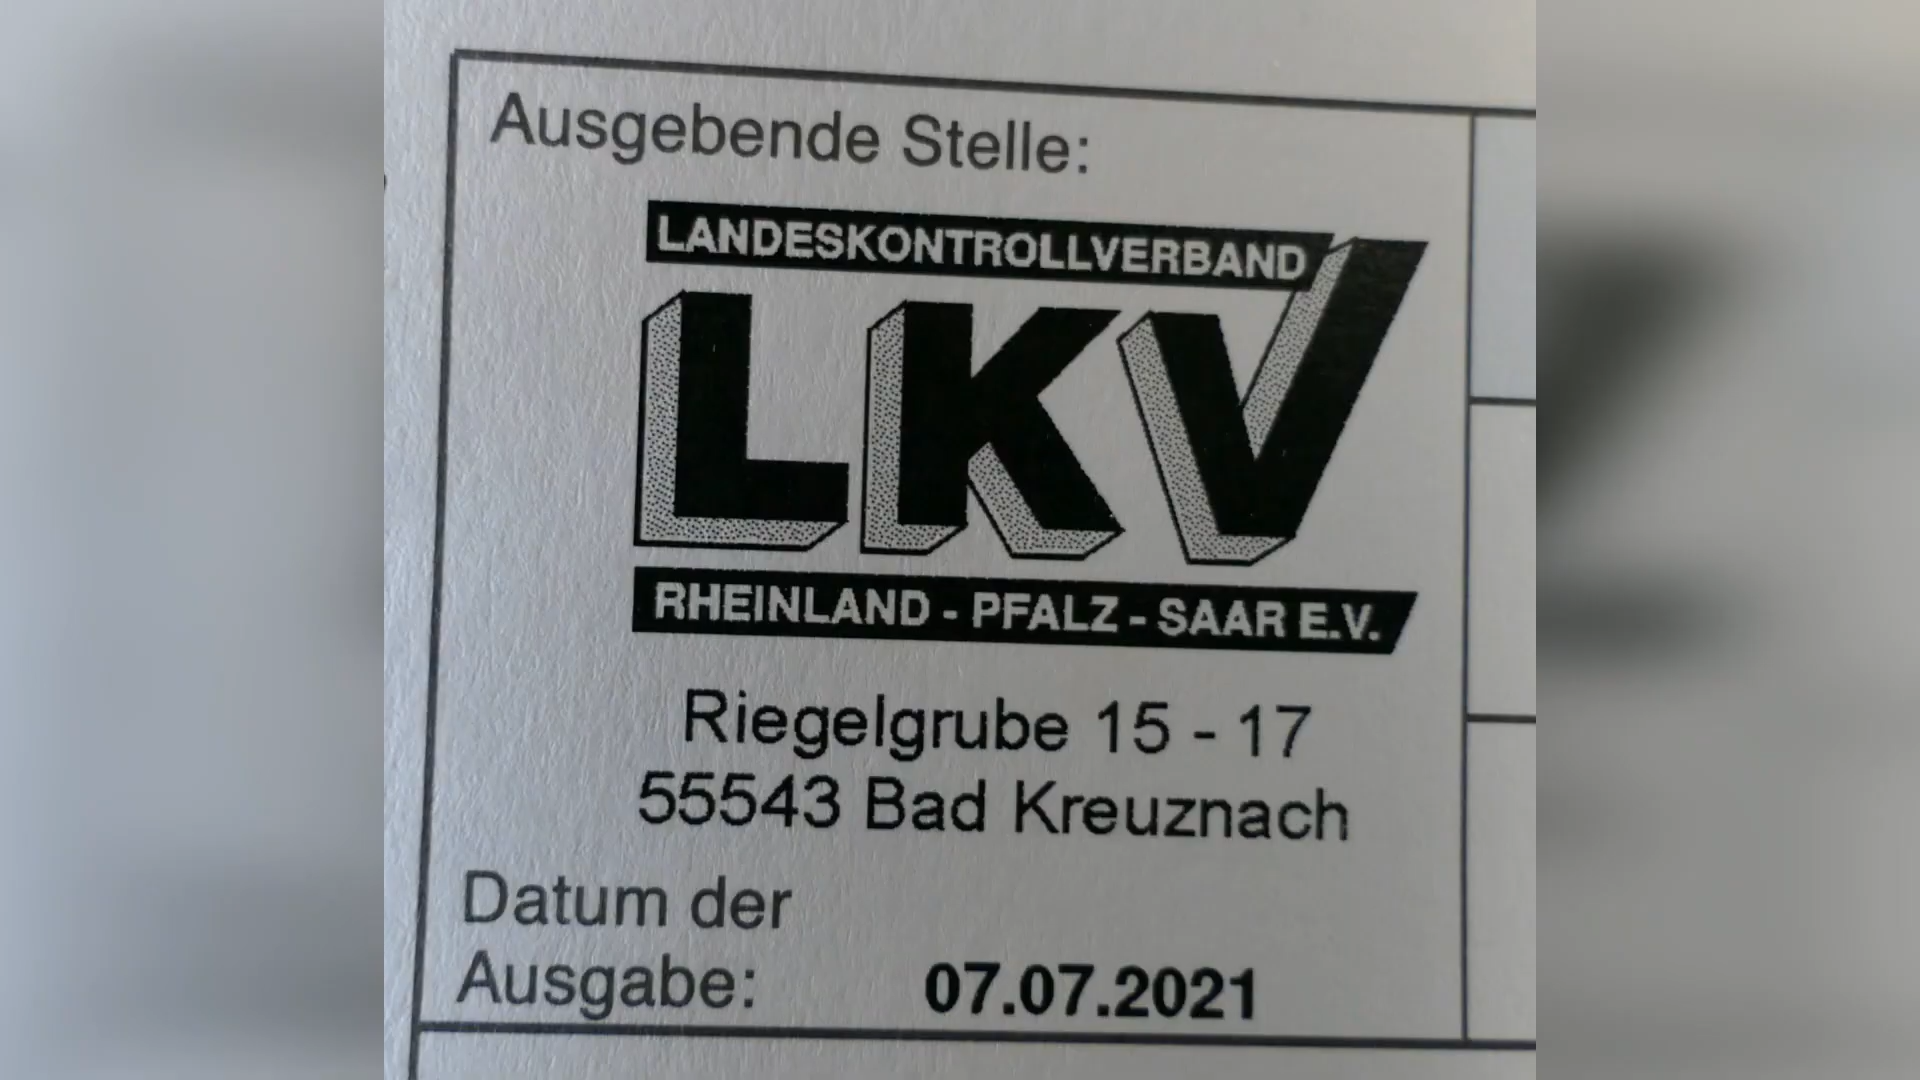 Ausgebende Stelle:
LANDESKONTROLLVERBAND
LKV
RHEINLAND - PFALZ - SAAR E.V.
Riegelgrube 15 - 17
55543 Bad Kreuznach
Datum der
Ausgabe: 07.07.2021